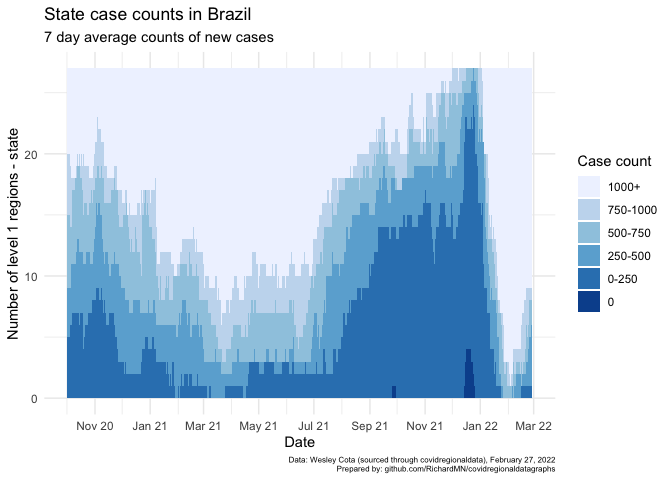 State case counts in Brazil
7 day average counts of new cases
Number of level 1 regions - state
20
10
0
Nov 20 Jan 21 Mar 21 May 21 Jul 21 Sep 21 Nov 21 Jan 22 Mar 22
Date
Case count
1000+
750-1000
500-750
250-500
0-250
0
Data: Wesley Cota (sourced through covidregionaldata), February 27, 2022
Prepared by: github.com/RichardMN/covidregionaldatagraphs